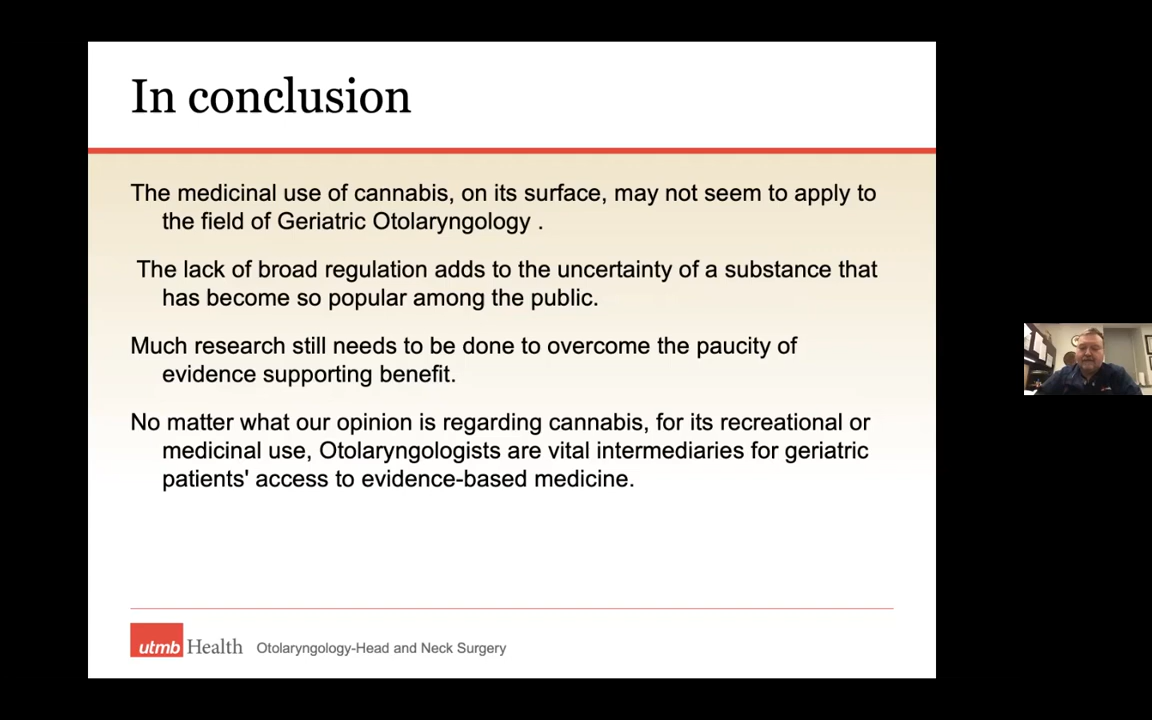 In conclusion
The medicinal use of cannabis, on its surface, may not seem to apply to
the field of Geriatric Otolaryngology .
The lack of broad regulation adds to the uncertainty of a substance that
has become so popular among the public.
Much research still needs to be done to overcome the paucity of
evidence supporting benefit.
No matter what our opinion is regarding cannabis, for its recreational or
medicinal use, Otolaryngologists are vital intermediaries for geriatric
patients' access to evidence-based medicine.
utmb Health Otolaryngology-Head and Neck Surgery